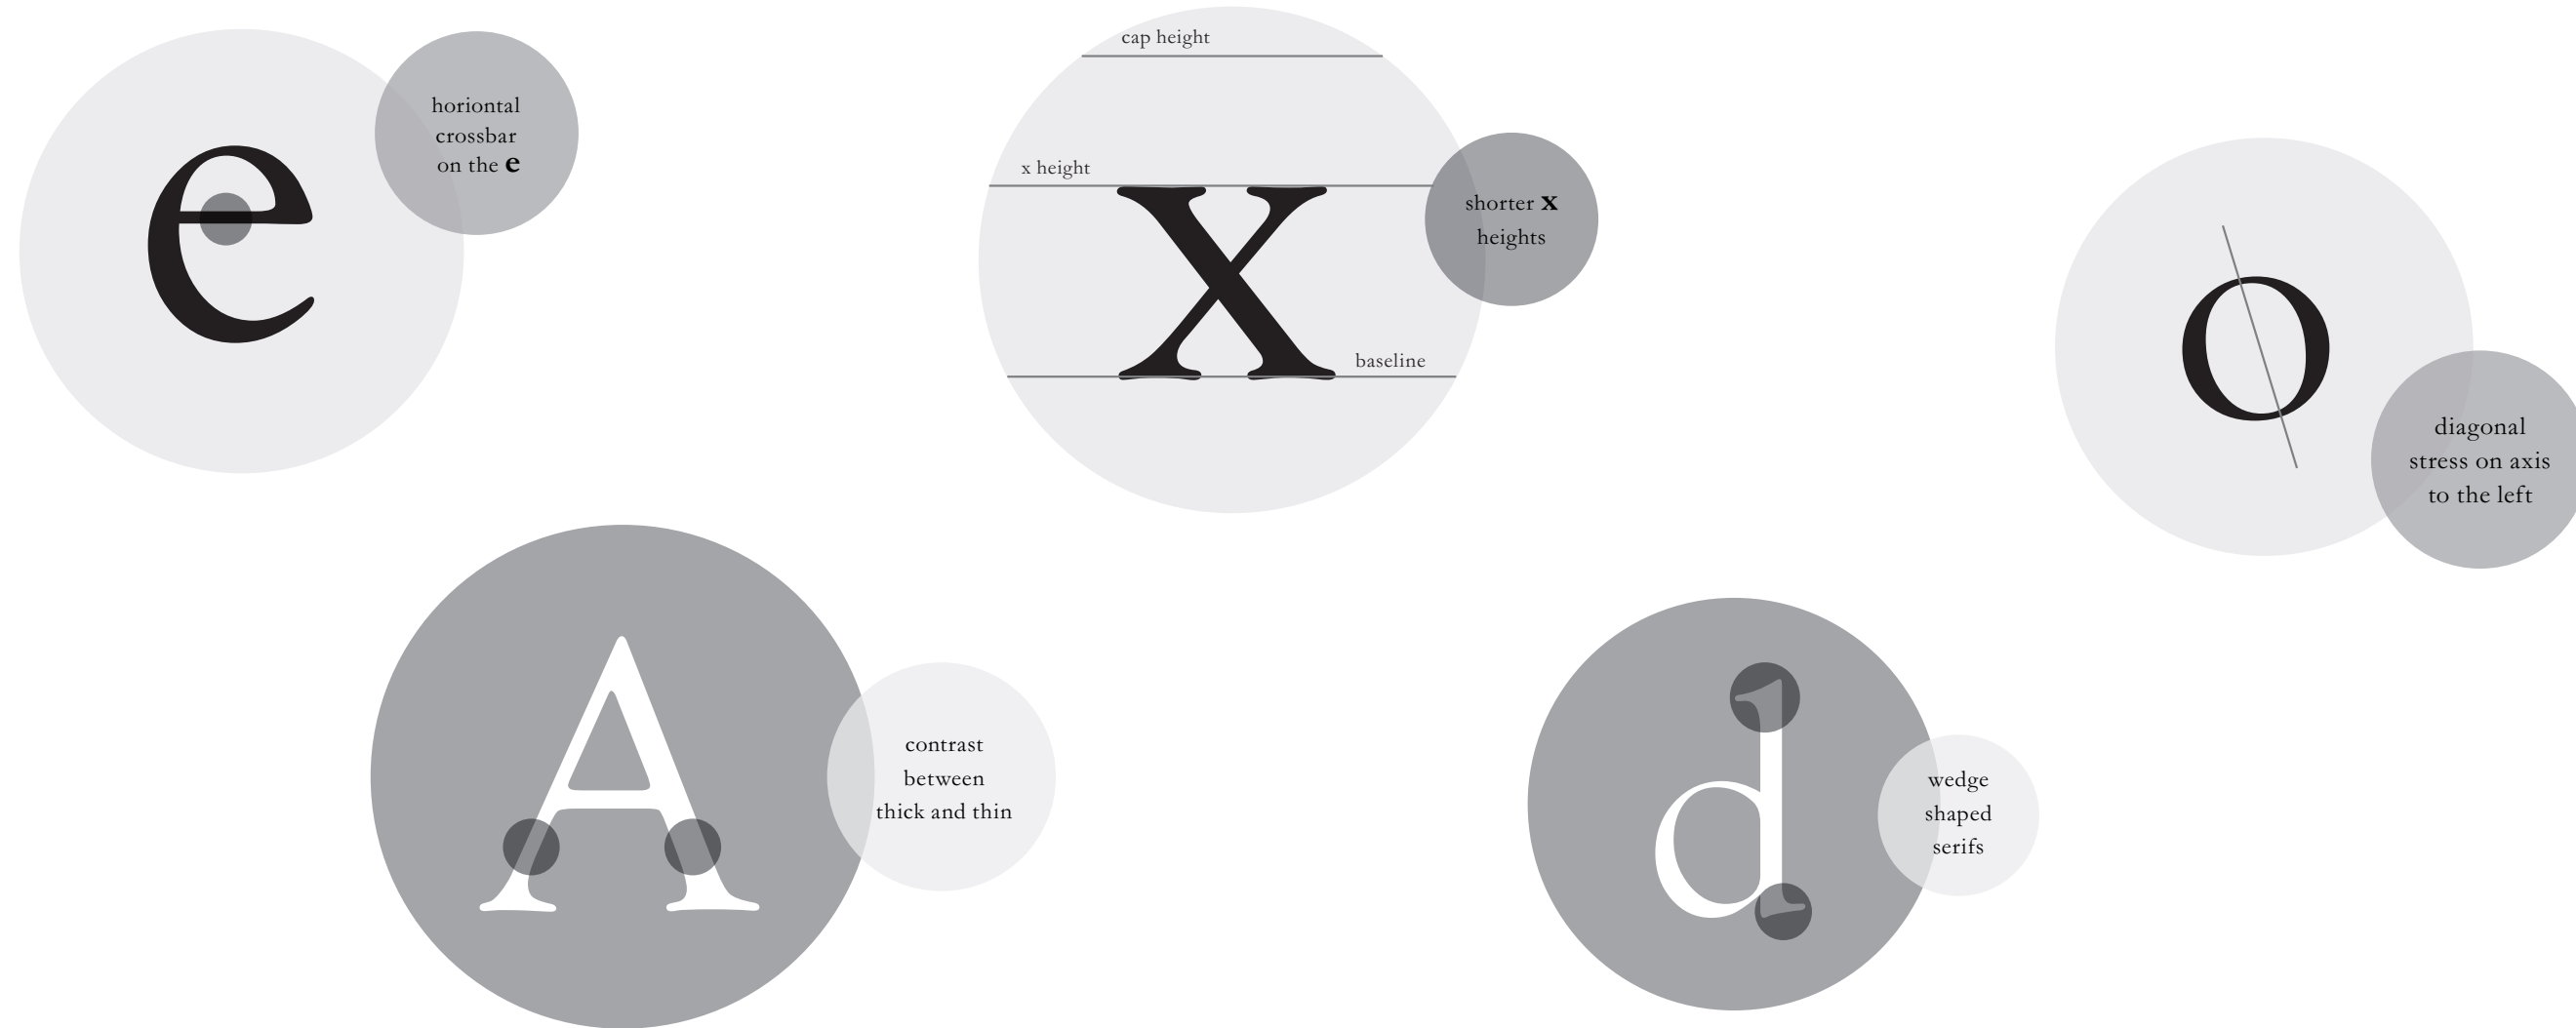 e
horiontal
crossbar
on the e
cap height
x height
x
baseline
shorter x
heights
o
diagonal
stress on axis
to the left
A
contrast
between
thick and thin
d
wedge
shaped
serifs